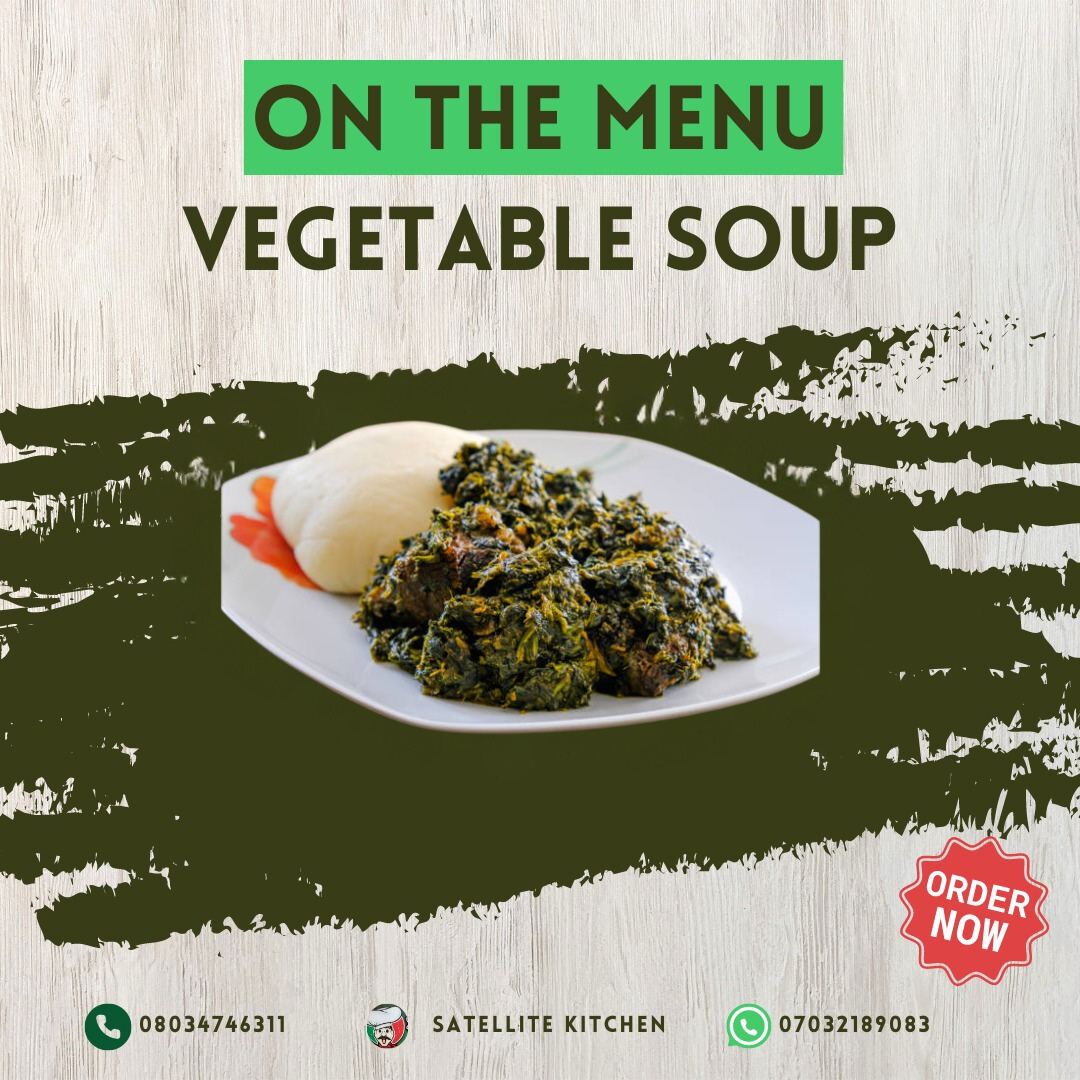 ON THE MENU
VEGETABLE SOUP
ORDER
NOW
08034746311
SATELLITE KITCHEN
07032189083